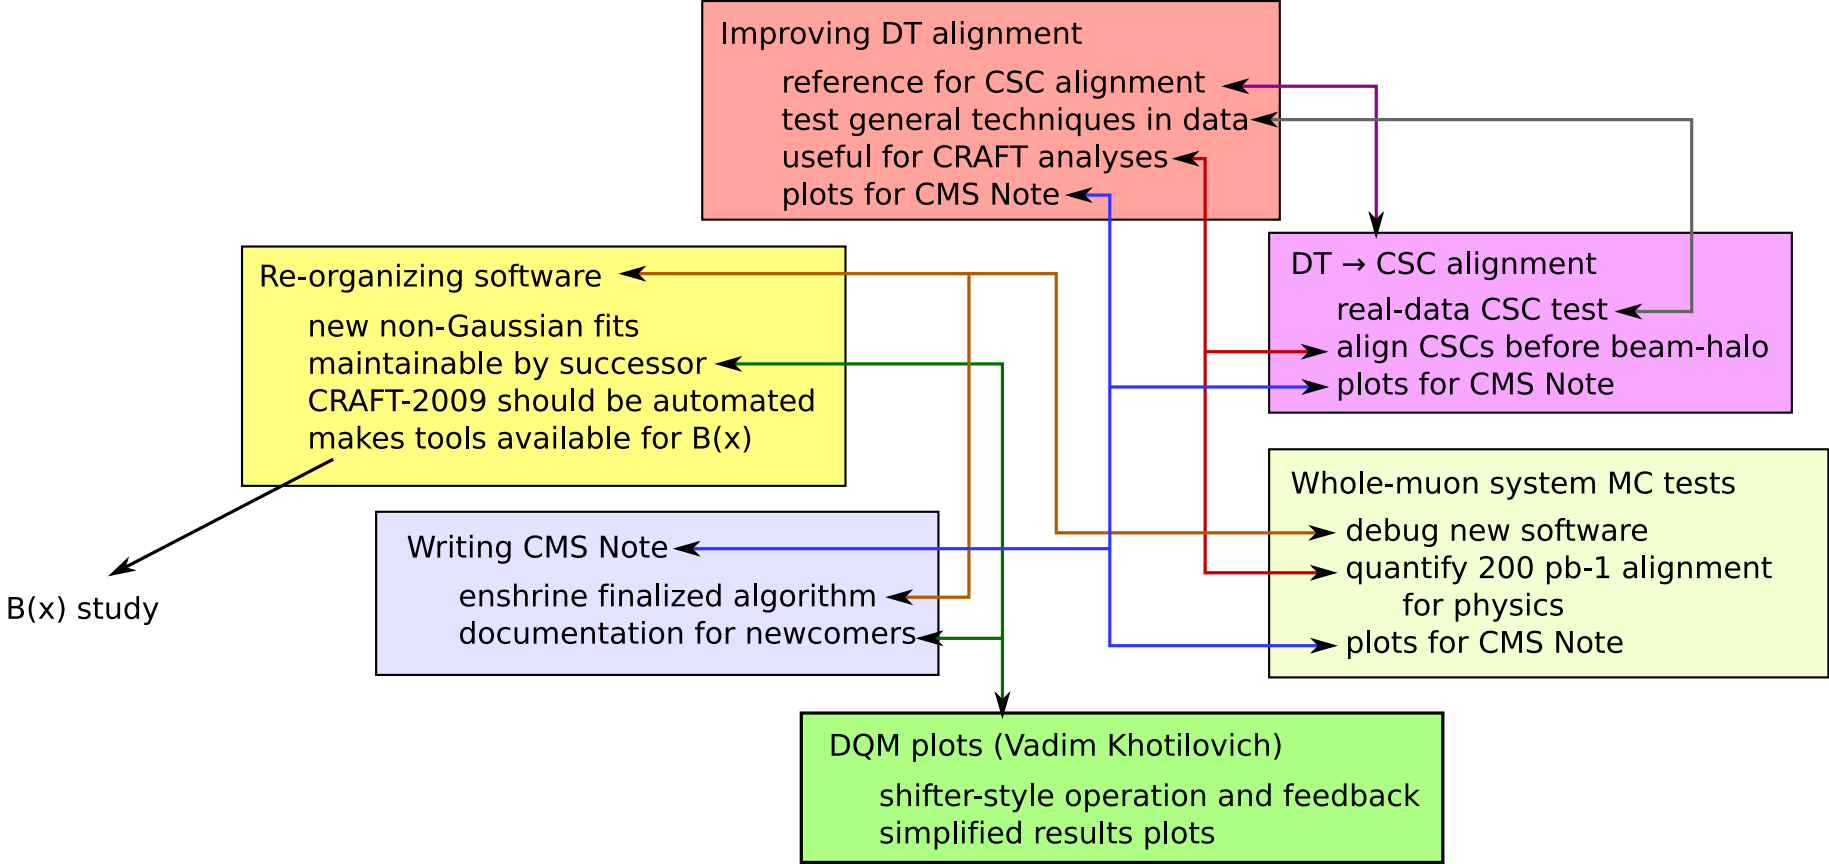 Improving DT alignment
reference for CSC alignment
test general techniques in data
useful for CRAFT analyses
plots for CMS Note
Re-organizing software
new non-Gaussian fits
maintainable by successor
CRAFT-2009 should be automated
makes tools available for B(x)
DT → CSC alignment
real-data CSC test
align CSCs before beam-halo
plots for CMS Note
Whole-muon system MC tests
debug new software
quantify 200 pb-1 alignment
for physics
plots for CMS Note
Writing CMS Note
enshrine finalized algorithm
documentation for newcomers
B(x) study
DQM plots (Vadim Khotilovich)
shifter-style operation and feedback
simplified results plots